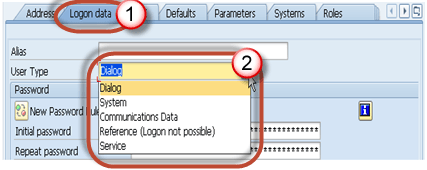 Address Logon data 1 Defaults Parameters Systems Roles
Alias
2
User Type Dialog
Password Dialog
System
New Password Communications Data
Reference (Logon not possible)
Initial password ****************
Service
Repeat password ****************